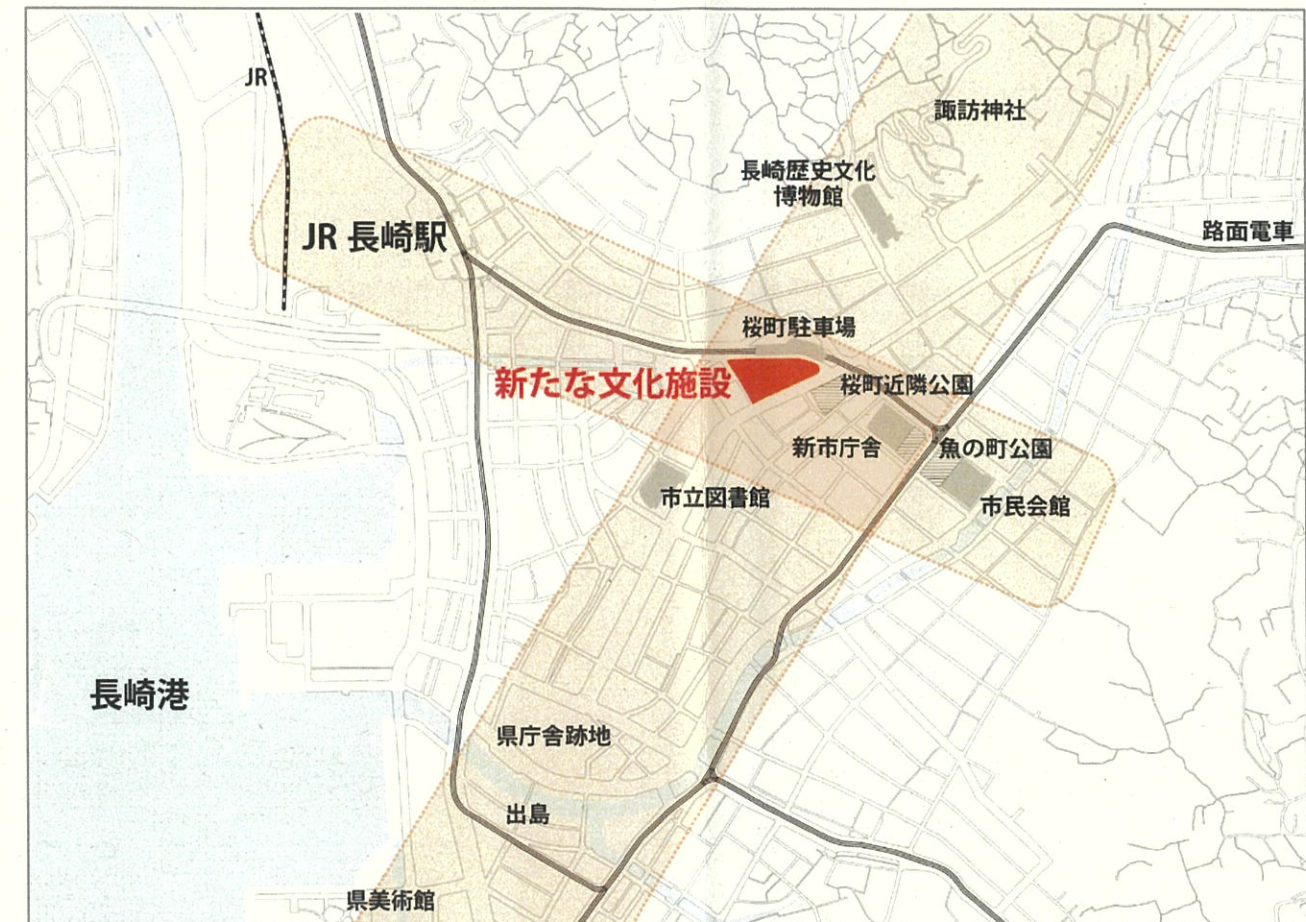 JR
諏訪神社
長崎歴史文化
博物館
JR 長崎駅
路面電車
桜町駐車場
新たな文化施設
桜町近隣公園
新市庁舎
魚の町公園
市立図書館
市民会館
長崎港
県庁舎跡地
出島
県美術館